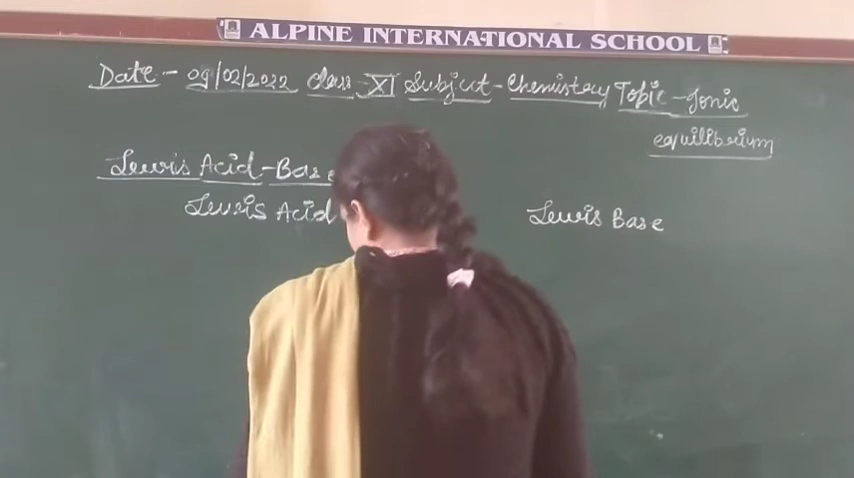 ALPINE INTERNATIONAL SCHOOL
Date - 09/02/2022 Class - XI Subject - Chemistry Topic - Ionic
equilibrium
Lewis Acid - Base
Lewis Acid
Lewis Base